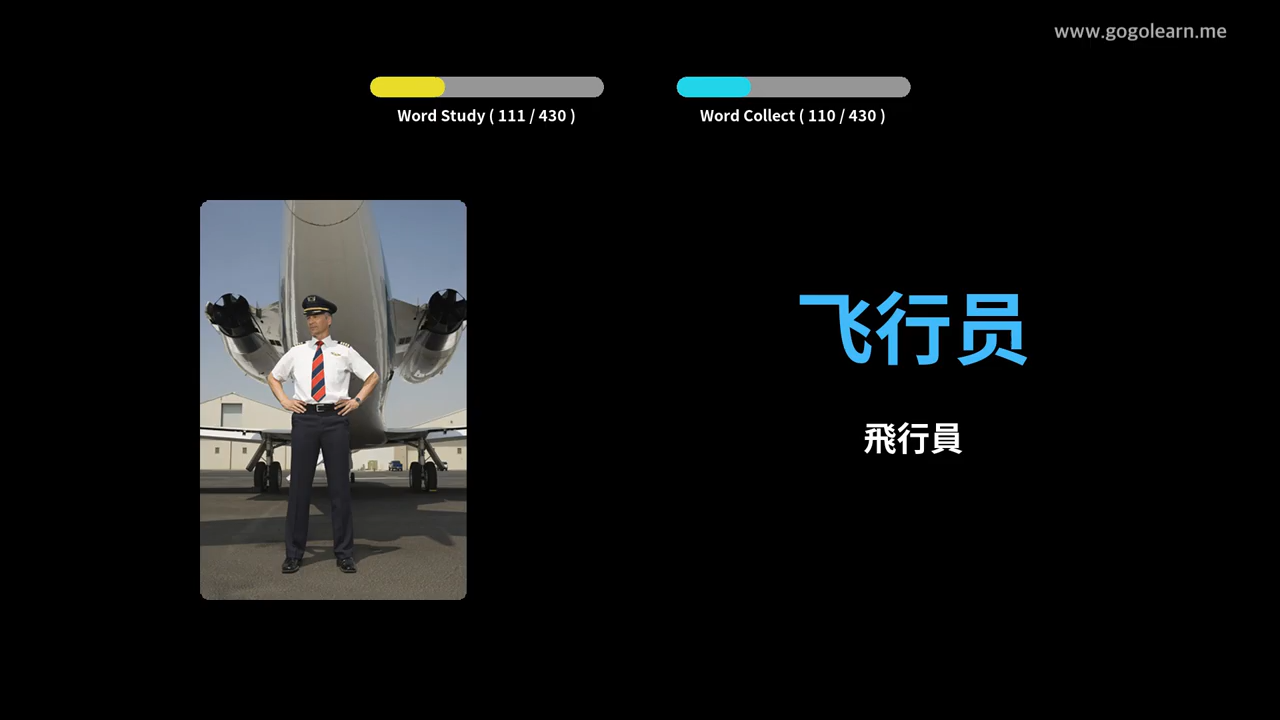 www.gogolearn.me
Word Study ( 111 / 430 )
Word Collect ( 110 / 430 )
飞行员
飛行員